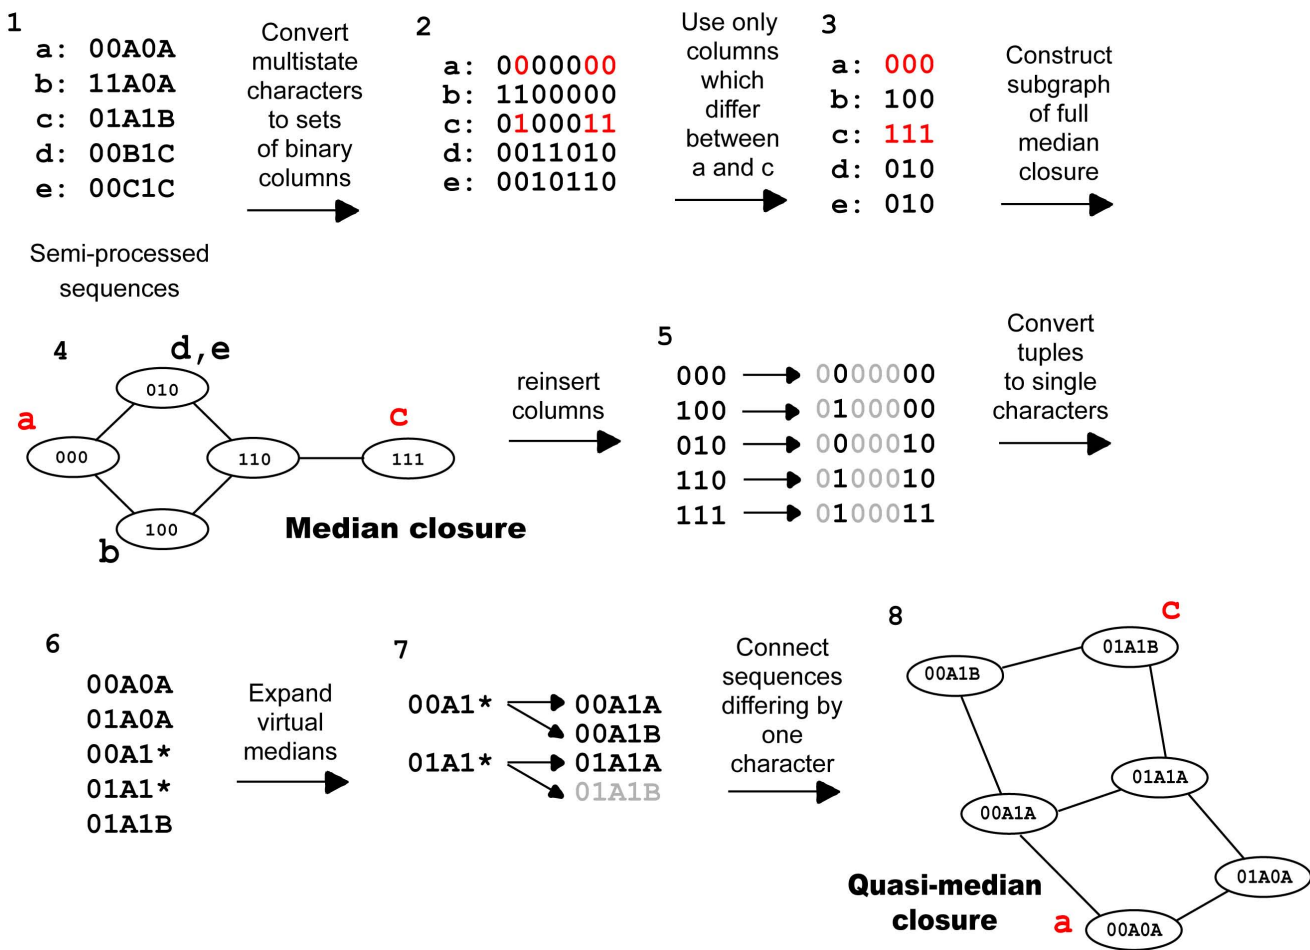 1
a: 00A0A
b: 11A0A
c: 01A1B
d: 00B1C
e: 00C1C
Semi-processed
sequences
Convert
multistate
characters
to sets
of binary
columns
2
a: 00000000
b: 1100000
c: 0100011
d: 0011010
e: 0010110
Use only
columns
which
differ
between
a and c
3
a: 000
b: 100
c: 111
d: 010
e: 010
Construct
subgraph
of full
median
closure
4
d,e
010
a
000
110
c
111
100
b
Median closure
reinsert
columns
5
000 0000000
100 0100000
010 0000010
110 0100010
111 0100011
Convert
tuples
to single
characters
6
00A0A
01A0A
00A1*
01A1*
01A1B
Expand
virtual
medians
7
00A1* 00A1A
00A1B
01A1* 01A1A
01A1B
Connect
sequences
differing by
one
character
8
c
01A1B
00A1B
01A1A
00A1A
01A0A
Quasi-median
closure
a
00A0A